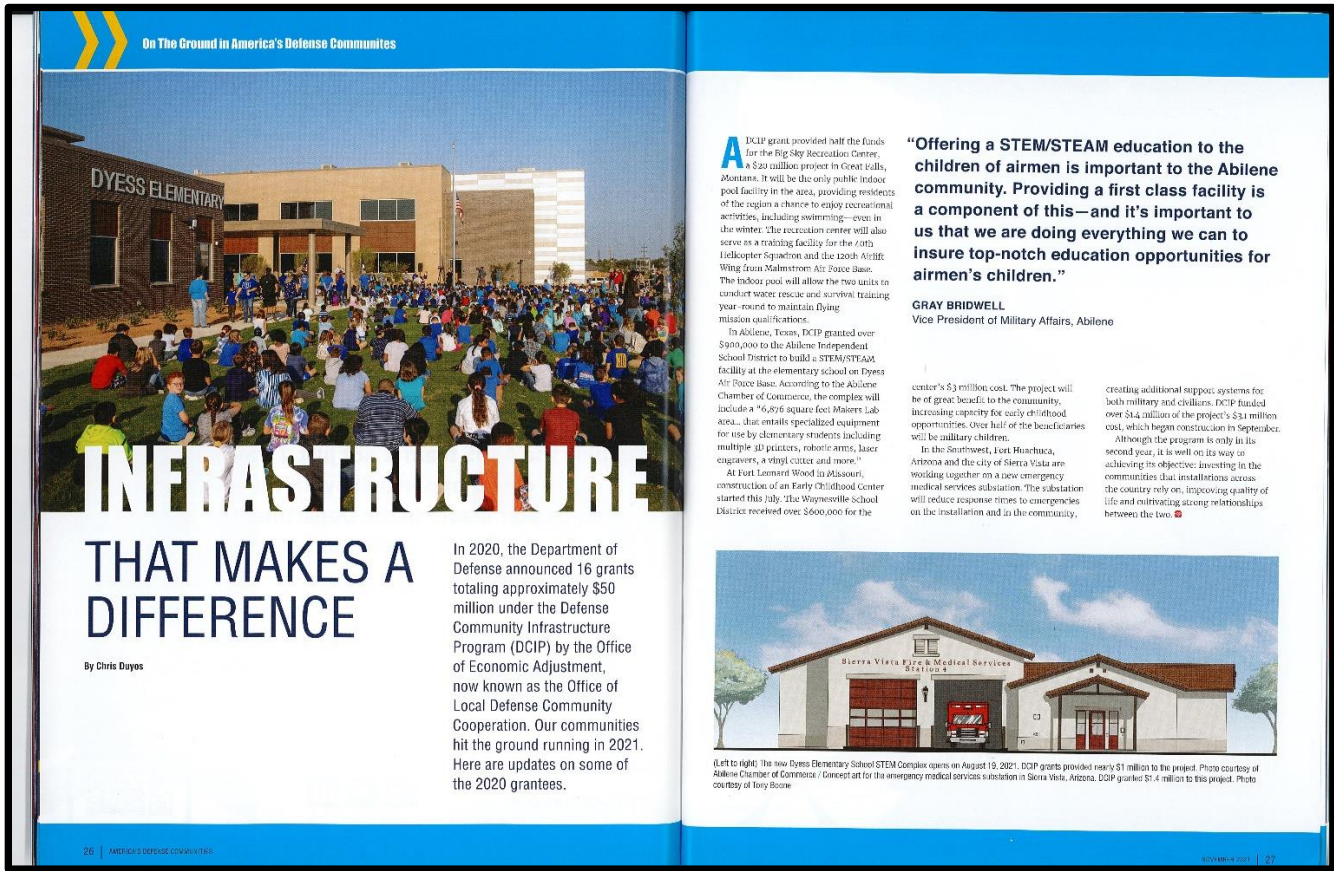 On The Ground in America's Defense Communites
DYESS ELEMENTARY
INFRASTRUCTURE
THAT MAKES A
DIFFERENCE
By Chris Duyos
In 2020, the Department of
Defense announced 16 grants
totaling approximately $50
million under the Defense
Community Infrastructure
Program (DCIP) by the Office
of Economic Adjustment,
now known as the Office of
Local Defense Community
Cooperation. Our communities
hit the ground running in 2021.
Here are updates on some of
the 2020 grantees.
26 | AMERICA'S DEFENSE COMMUNITIES
A DCIP grant provided half the funds
for the Big Sky Recreation Center,
a $20 million project in Great Falls,
Montana. It will be the only public indoor
pool facility in the area, providing residents
of the region a chance to enjoy recreational
activities, including swimming—even in
the winter. The recreation center will also
serve as a training facility for the 40th
Helicopter Squadron and the 120th Airlift
Wing from Malmstrom Air Force Base.
The indoor pool will allow the two units to
conduct water rescue and survival training
year-round to maintain flying
mission qualifications.
In Abilene, Texas, DCIP granted over
$900,000 to the Abilene Independent
School District to build a STEM/STEAM
facility at the elementary school on Dyess
Air Force Base. According to the Abilene
Chamber of Commerce, the complex will
include a "6,876 square feet Makers Lab
area... that entails specialized equipment
for use by elementary students including
multiple 3D printers, robotic arms, laser
engravers, a vinyl cutter and more."
At Fort Leonard Wood in Missouri,
construction of an Early Childhood Center
started this July. The Waynesville School
District received over $600,000 for the
"Offering a STEM/STEAM education to the
children of airmen is important to the Abilene
community. Providing a first class facility is
a component of this—and it's important to
us that we are doing everything we can to
insure top-notch education opportunities for
airmen's children."
GRAY BRIDWELL
Vice President of Military Affairs, Abilene
center's $3 million cost. The project will
be of great benefit to the community,
increasing capacity for early childhood
opportunities. Over half of the beneficiaries
will be military children.
In the Southwest, Fort Huachuca,
Arizona and the city of Sierra Vista are
working together on a new emergency
medical services substation. The substation
will reduce response times to emergencies
on the installation and in the community,
creating additional support systems for
both military and civilians. DCIP funded
over $1.4 million of the project's $3.1 million
cost, which began construction in September.
Although the program is only in its
second year, it is well on its way to
achieving its objective: investing in the
communities that installations across
the country rely on, improving quality of
life and cultivating strong relationships
between the two.
Sierra Vista Fire & Medical Services
Station 4
(Left to right) The new Dyess Elementary School STEM Complex opens on August 19, 2021. DCIP grants provided nearly $1 million to the project. Photo courtesy of
Abilene Chamber of Commerce / Concept art for the emergency medical services substation in Sierra Vista, Arizona. DCIP granted $1.4 million to this project. Photo
courtesy of Tony Boone
NOVEMBER 2021 | 27